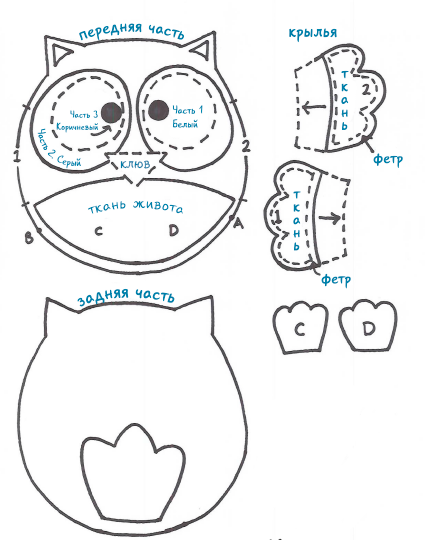 передняя часть
крылья
Часть 3
Коричневый
Часть 1
Белый
Часть 2 Серый
1
2
клюв
ткань живота
C
D
B
A
ткань
2
фетр
ткань
1
фетр
задняя часть
C
D